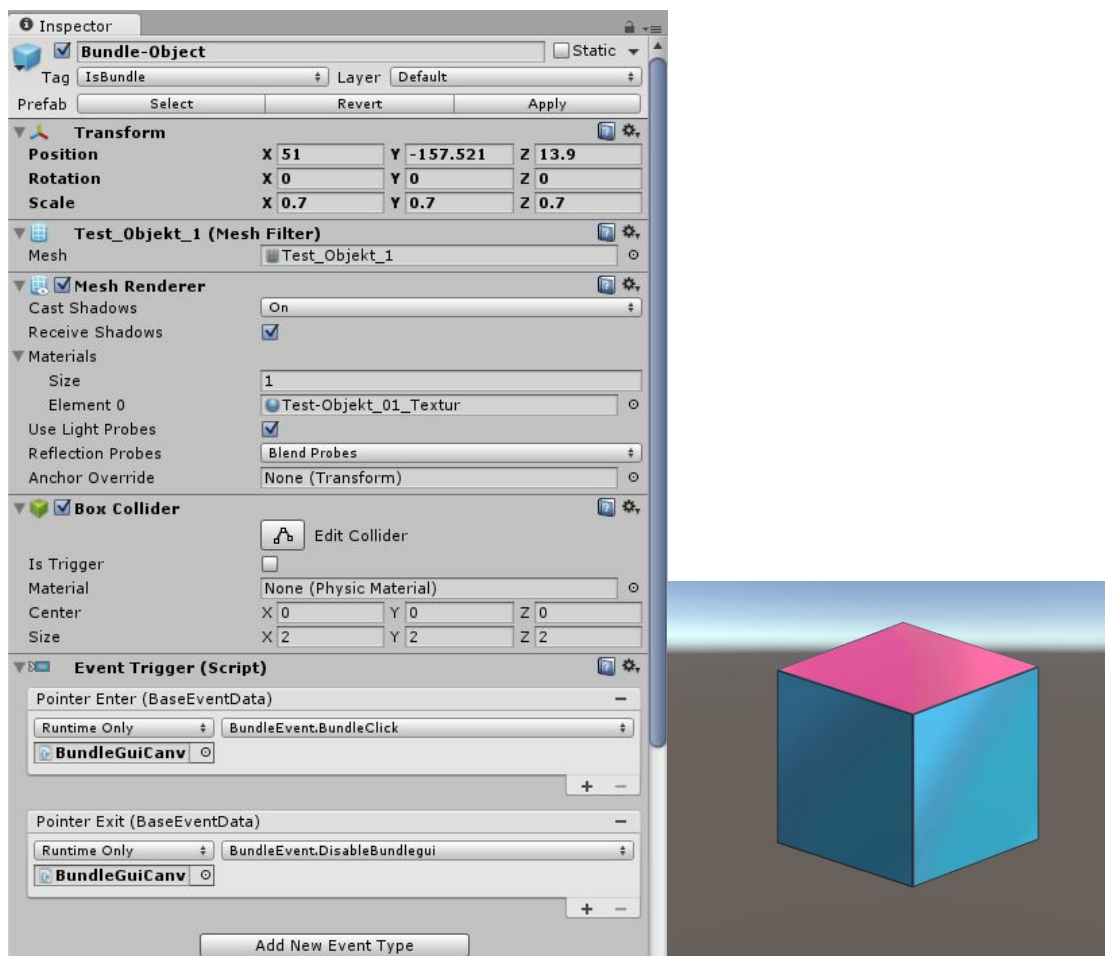 Inspector
Bundle-Object Static
Tag IsBundle Layer Default
Prefab Select Revert Apply
Transform
Position X 51 Y -157.521 Z 13.9
Rotation X 0 Y 0 Z 0
Scale X 0.7 Y 0.7 Z 0.7
Test_Objekt_1 (Mesh Filter)
Mesh Test_Objekt_1
Mesh Renderer
Cast Shadows On
Receive Shadows
Materials
Size 1
Element 0 Test-Objekt_01_Textur
Use Light Probes
Reflection Probes Blend Probes
Anchor Override None (Transform)
Box Collider
Edit Collider
Is Trigger
Material None (Physic Material)
Center X 0 Y 0 Z 0
Size X 2 Y 2 Z 2
Event Trigger (Script)
Pointer Enter (BaseEventData)
Runtime Only BundleEvent.BundleClick
BundleGuiCanv
Pointer Exit (BaseEventData)
Runtime Only BundleEvent.DisableBundlegui
BundleGuiCanv
Add New Event Type